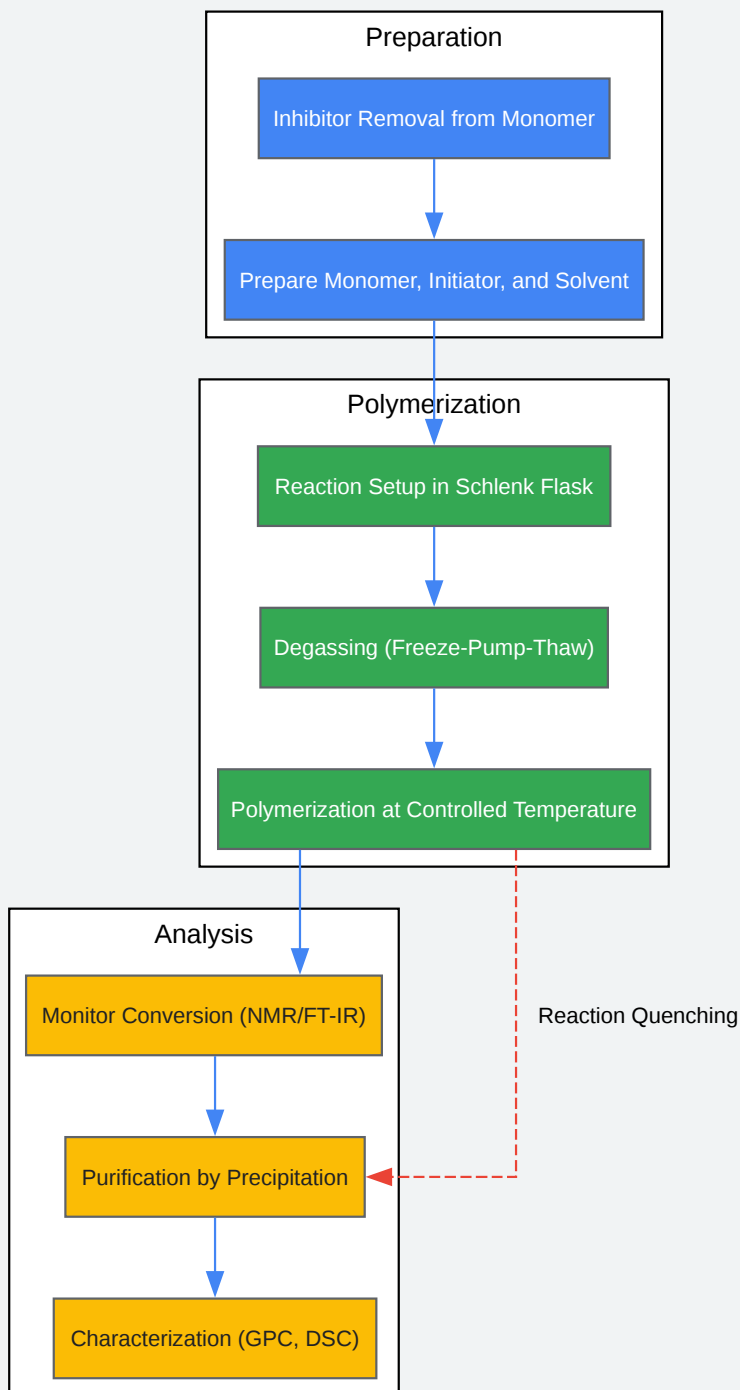 Preparation
Inhibitor Removal from Monomer
Prepare Monomer, Initiator, and Solvent
Polymerization
Reaction Setup in Schlenk Flask
Degassing (Freeze-Pump-Thaw)
Polymerization at Controlled Temperature
Analysis
Monitor Conversion (NMR/FT-IR)
Reaction Quenching
Purification by Precipitation
Characterization (GPC, DSC)